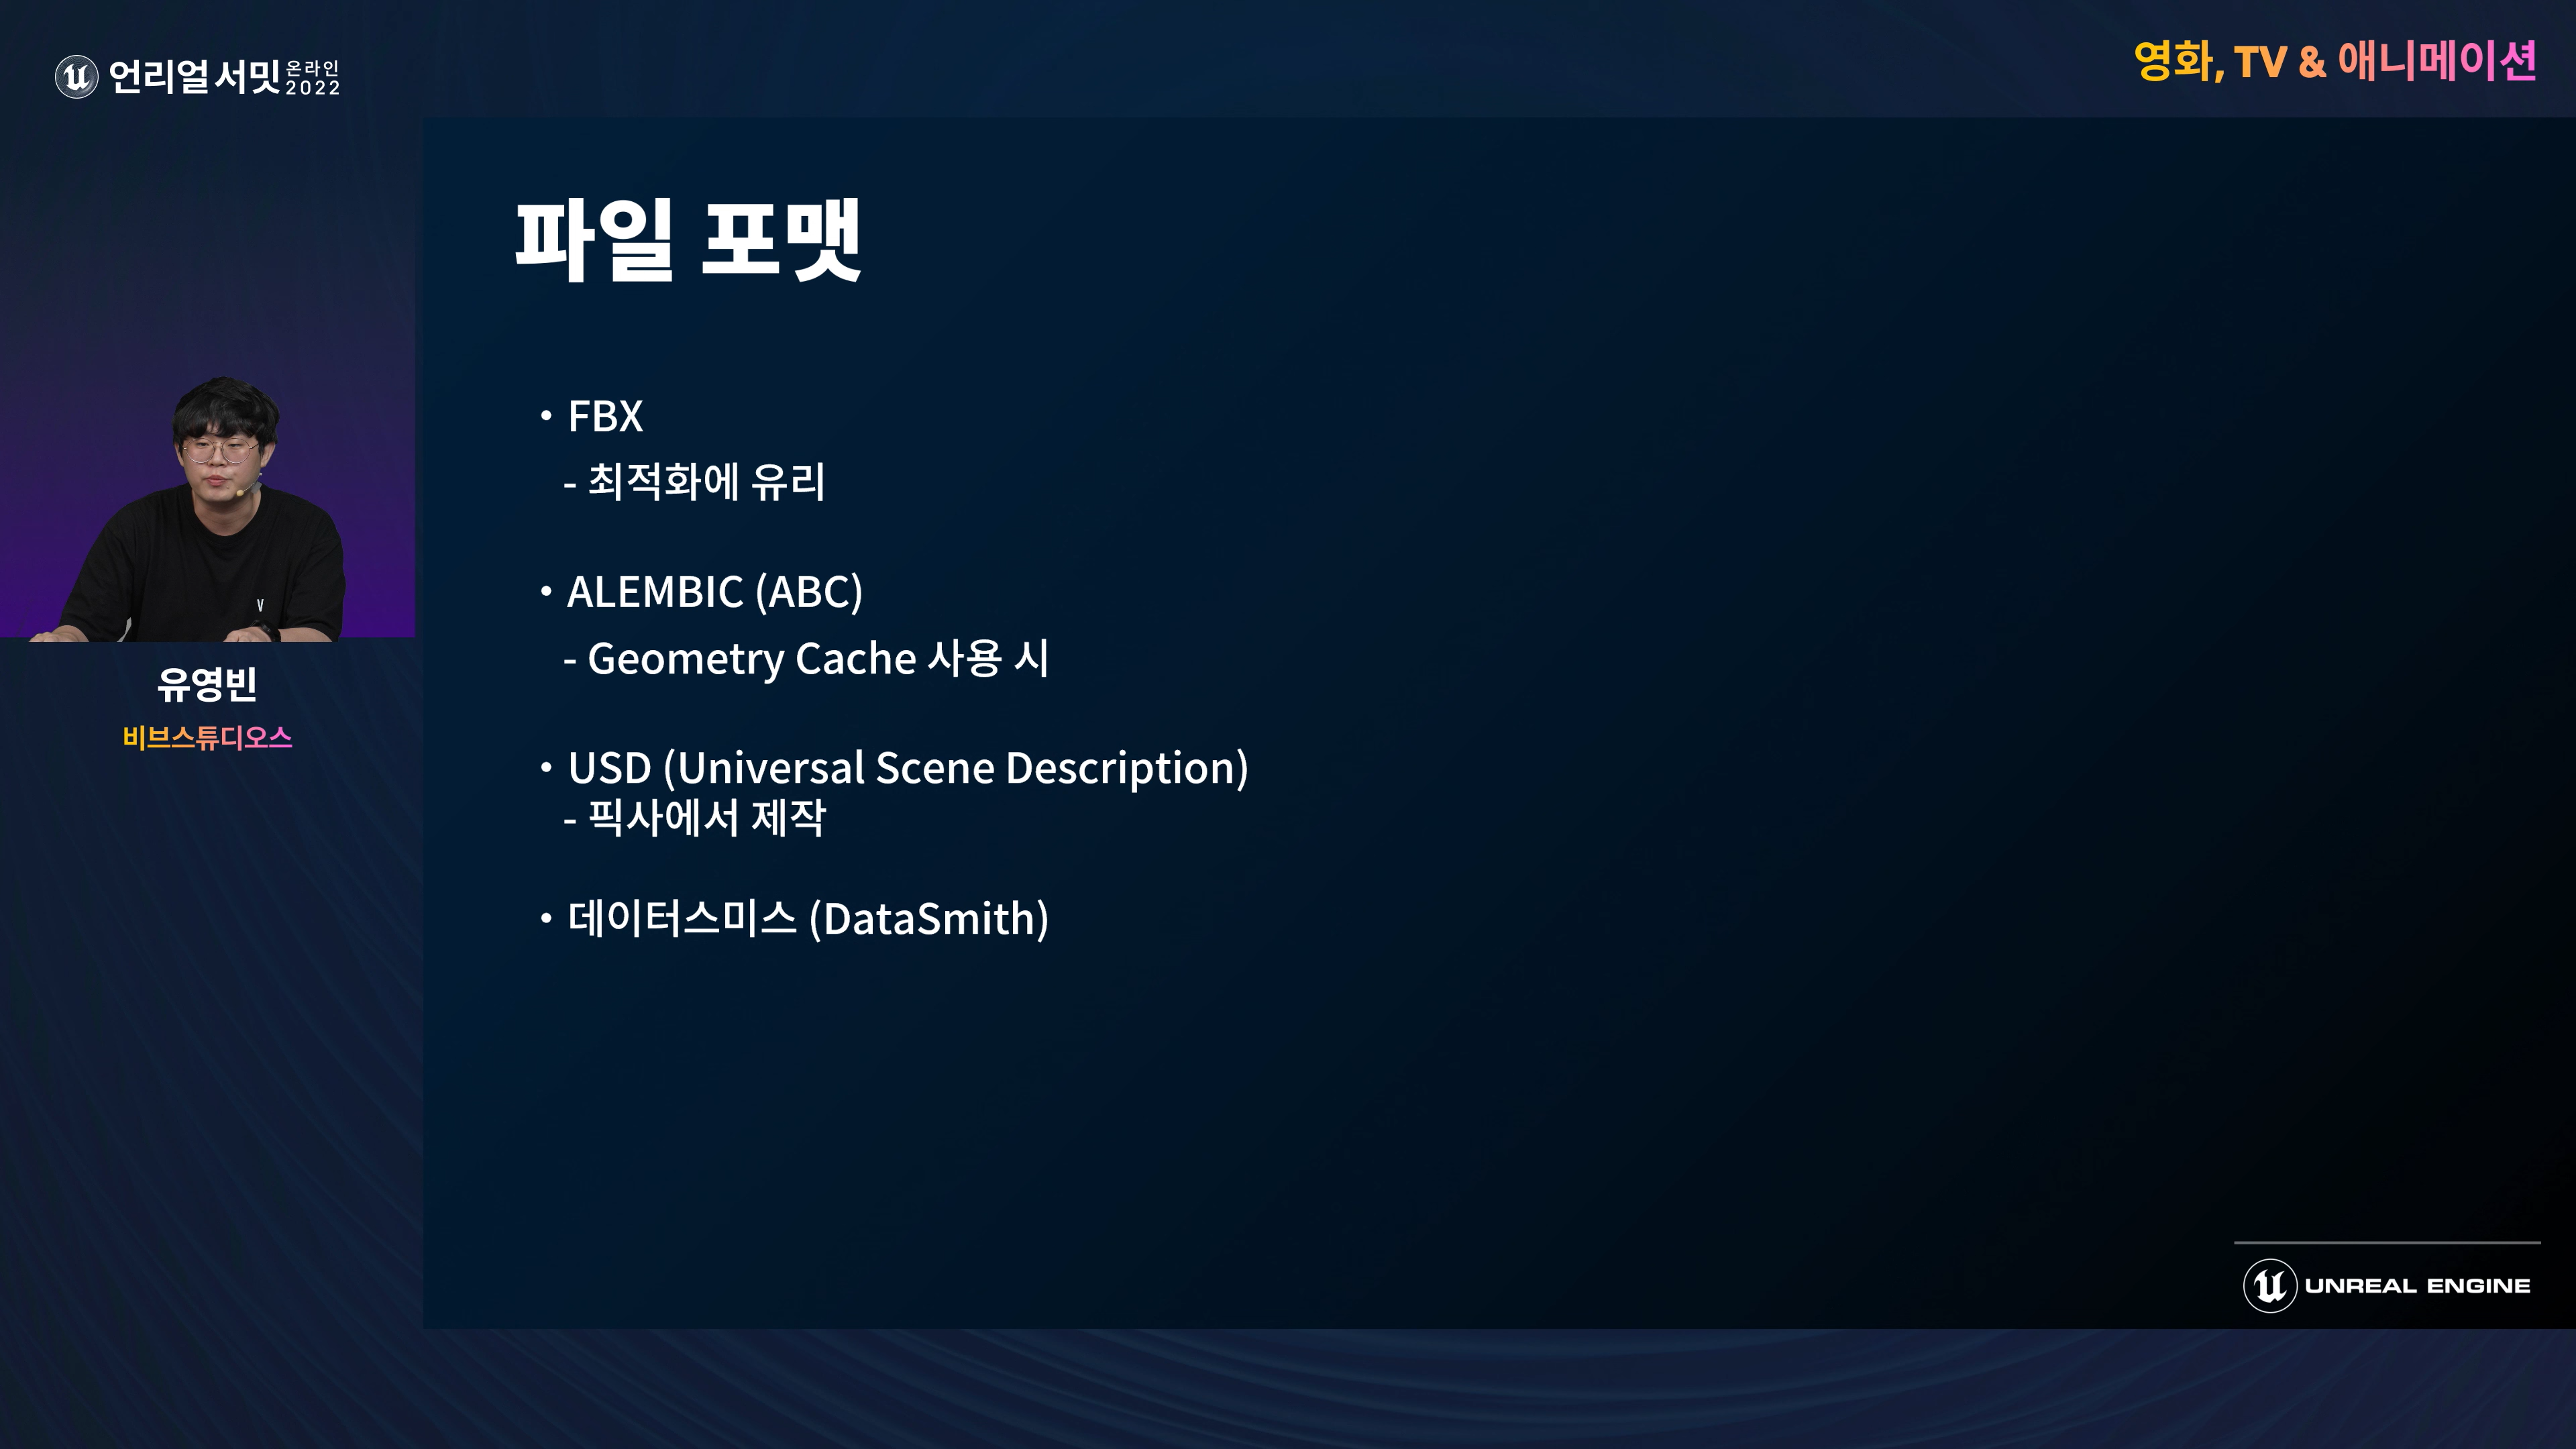 언리얼 서밋 온라인 2022
영화, TV & 애니메이션
파일 포맷
• FBX
- 최적화에 유리
• ALEMBIC (ABC)
- Geometry Cache 사용 시
• USD (Universal Scene Description)
- 픽사에서 제작
• 데이터스미스 (DataSmith)
V
유영빈
비브스튜디오스
UNREAL ENGINE